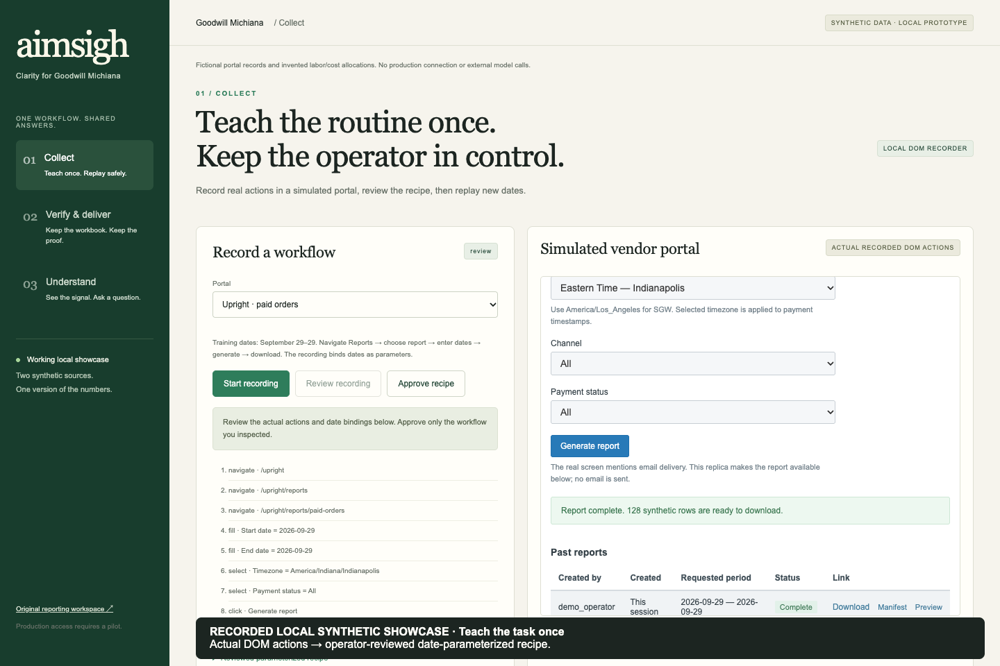 aimsigh
Clarity for Goodwill Michiana
ONE WORKFLOW. SHARED
ANSWERS.
01 Collect
Teach once. Replay safely.
02 Verify & deliver
Keep the workbook. Keep the
proof.
03 Understand
See the signal. Ask a question.
Working local showcase
Two synthetic sources.
One version of the numbers.
Original reporting workspace ↗
Production access requires a pilot.
Goodwill Michiana / Collect
SYNTHETIC DATA · LOCAL PROTOTYPE
Fictional portal records and invented labor/cost allocations. No production connection or external model calls.
01 / COLLECT
Teach the routine once.
Keep the operator in control.
LOCAL DOM RECORDER
Record real actions in a simulated portal, review the recipe, then replay new dates.
Record a workflow
review
Portal
Upright · paid orders
Training dates: September 29–29. Navigate Reports → choose report → enter dates →
generate → download. The recording binds dates as parameters.
Start recording
Review recording
Approve recipe
Review the actual actions and date bindings below. Approve only the workflow
you inspected.
1. navigate · /upright
2. navigate · /upright/reports
3. navigate · /upright/reports/paid-orders
4. fill · Start date = 2026-09-29
5. fill · End date = 2026-09-29
6. select · Timezone = America/Indiana/Indianapolis
7. select · Payment status = All
8. click · Generate report
Simulated vendor portal
ACTUAL RECORDED DOM ACTIONS
Eastern Time — Indianapolis
Use America/Los_Angeles for SGW. Selected timezone is applied to payment
timestamps.
Channel
All
Payment status
All
Generate report
The real screen mentions email delivery. This replica makes the report available
below; no email is sent.
Report complete. 128 synthetic rows are ready to download.
Past reports
Created by Created Requested period Status Link
demo_operator This session 2026-09-29 — 2026-09-29 Complete Download Manifest Preview
RECORDED LOCAL SYNTHETIC SHOWCASE · Teach the task once
Actual DOM actions → operator-reviewed date-parameterized recipe.